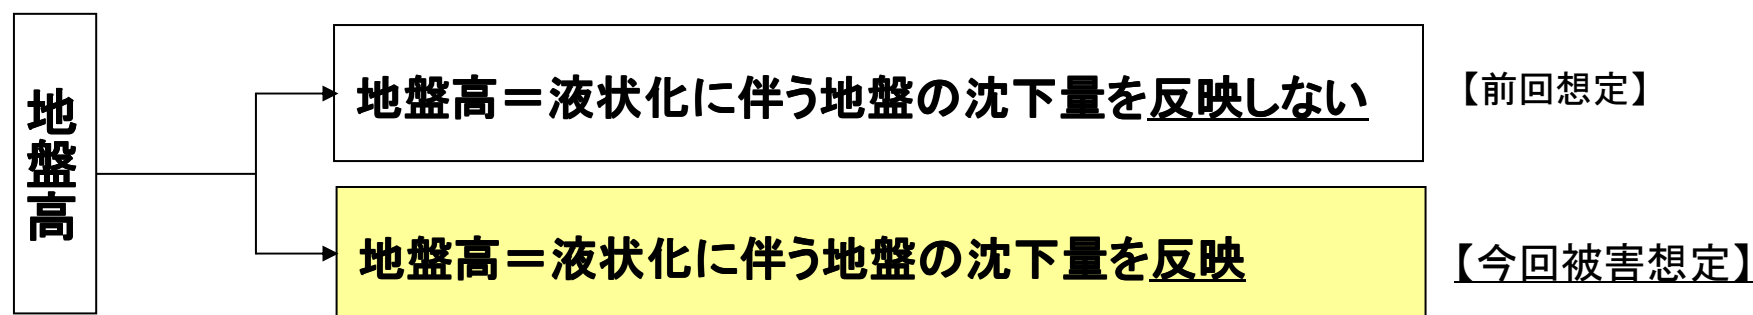 地盤高
地盤高＝液状化に伴う地盤の沈下量を反映しない
【前回想定】
地盤高＝液状化に伴う地盤の沈下量を反映
【今回被害想定】